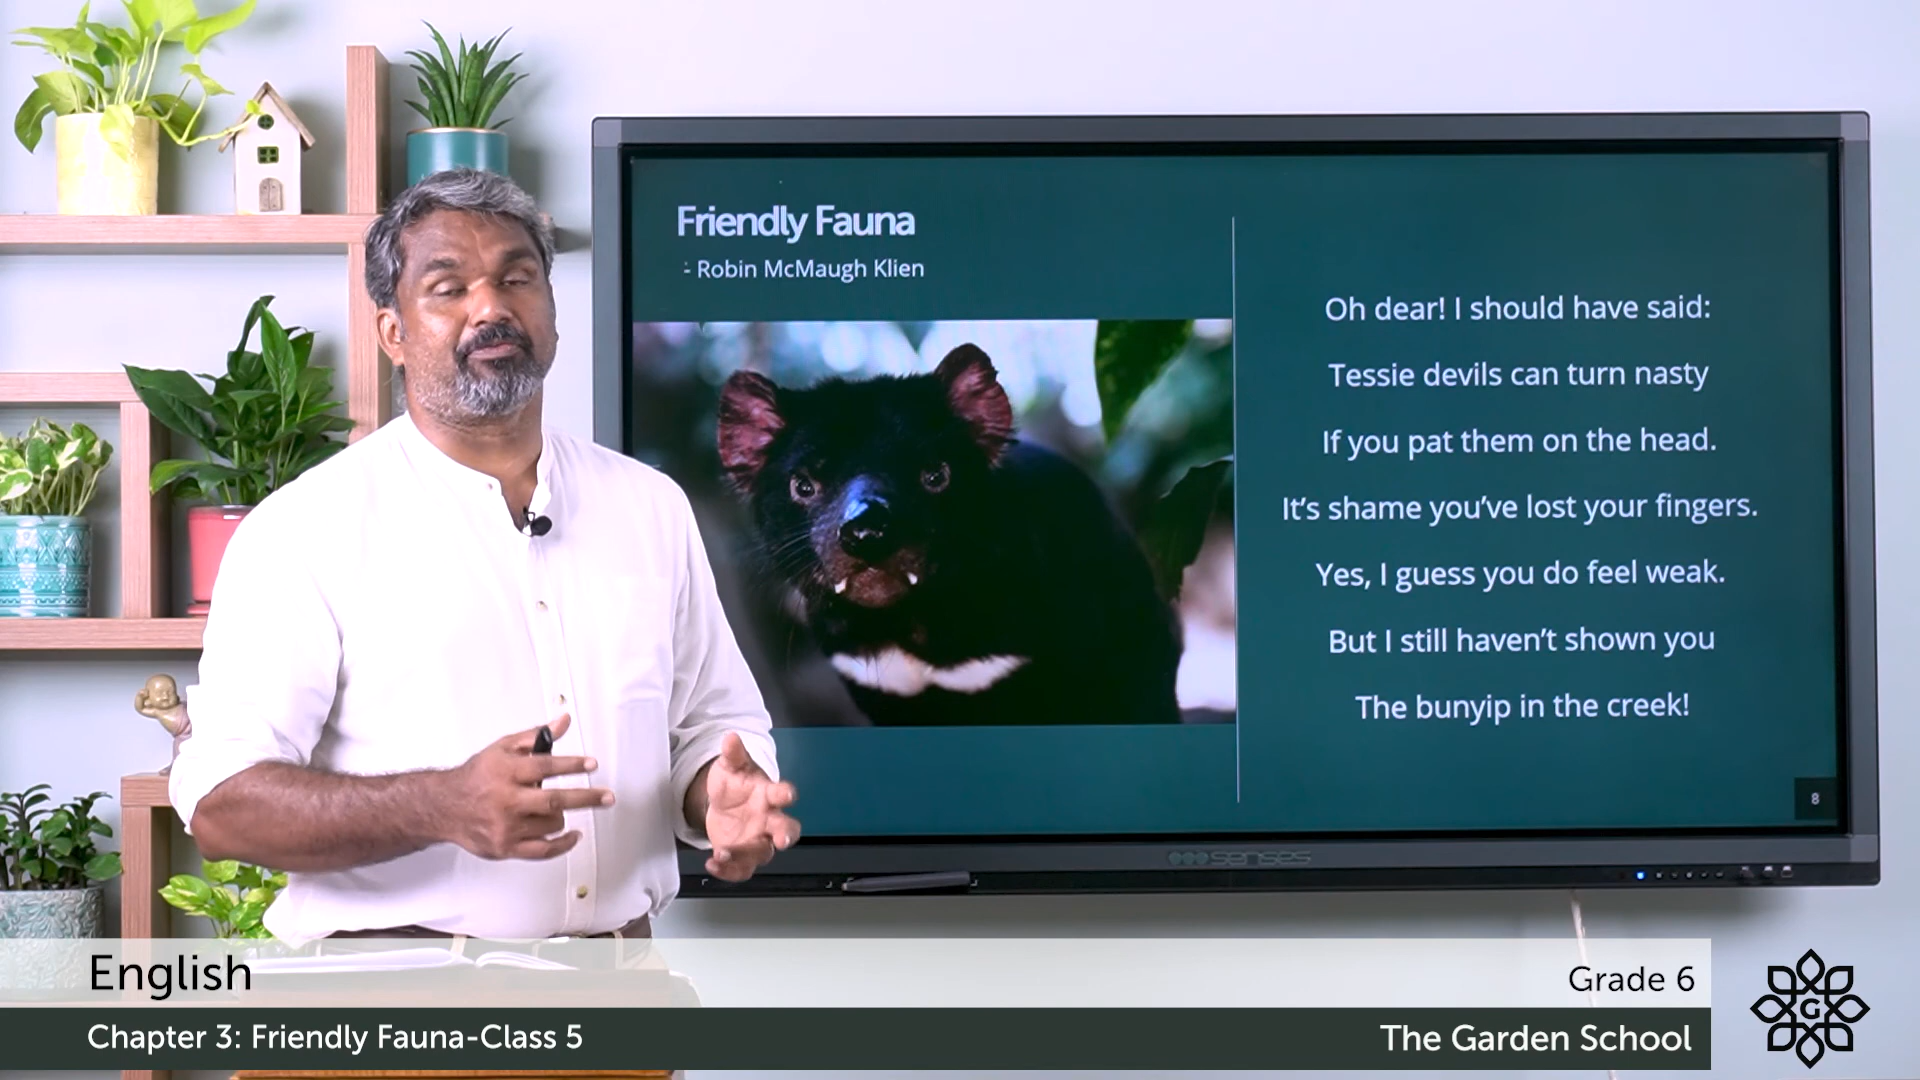 Friendly Fauna
- Robin McMaugh Klien
Oh dear! I should have said:
Tessie devils can turn nasty
If you pat them on the head.
It's shame you've lost your fingers.
Yes, I guess you do feel weak.
But I still haven't shown you
The bunyip in the creek!
8
senses
English
Grade 6
Chapter 3: Friendly Fauna-Class 5
The Garden School
G